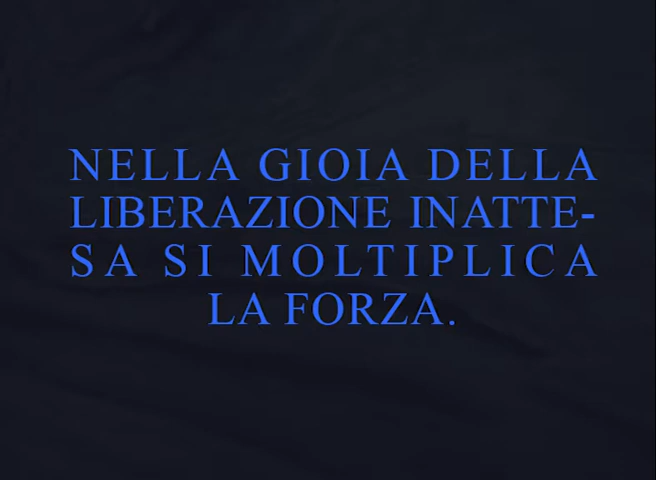 NELLA GIOIA DELLA
LIBERAZIONE INATTE-
SA SI MOLTIPLICA
LA FORZA.